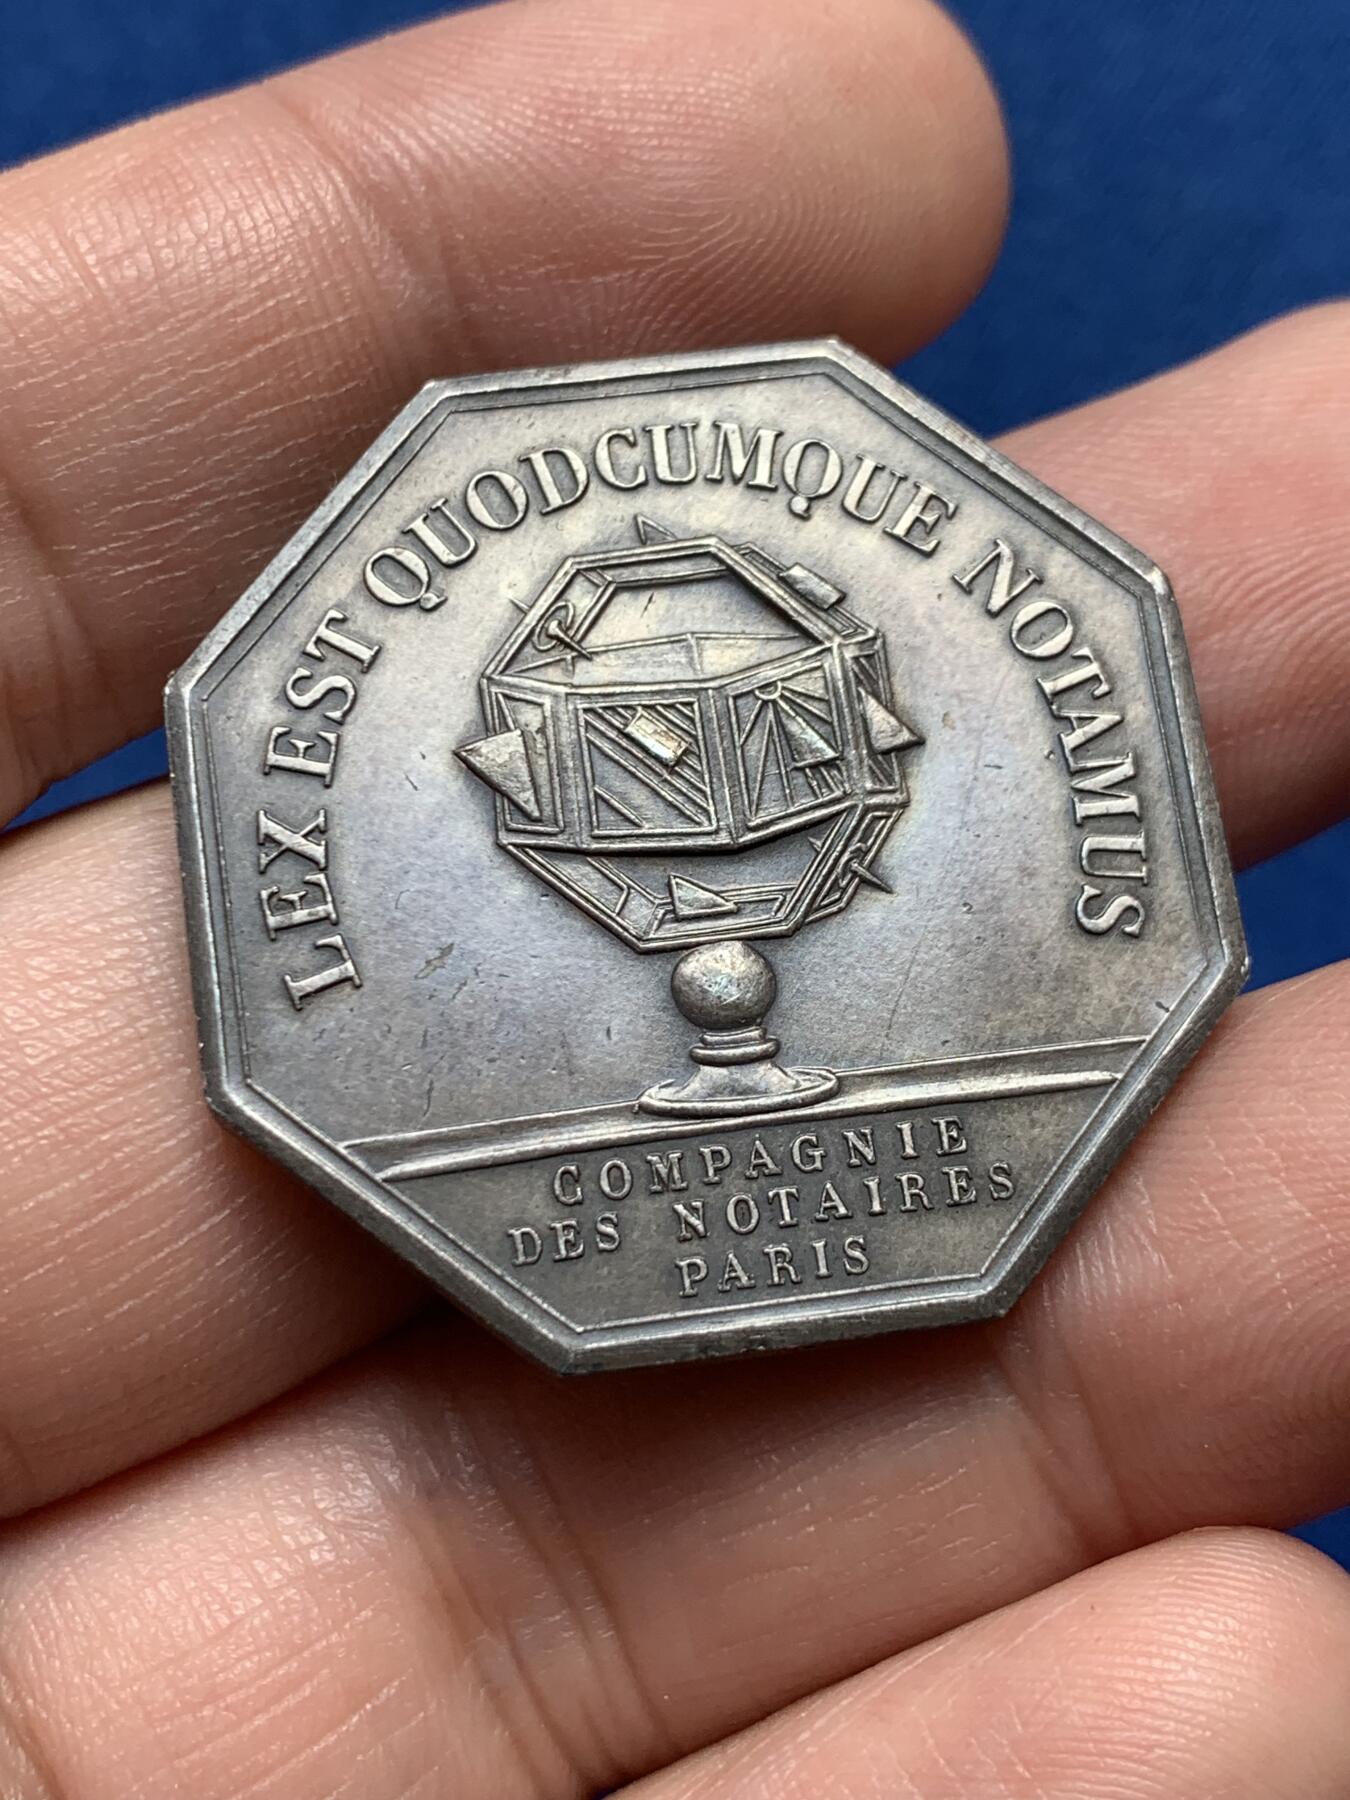 LEX EST QUODCUMQUE NOTAMUS
COMPAGNIE
DES NOTAIRES
PARIS